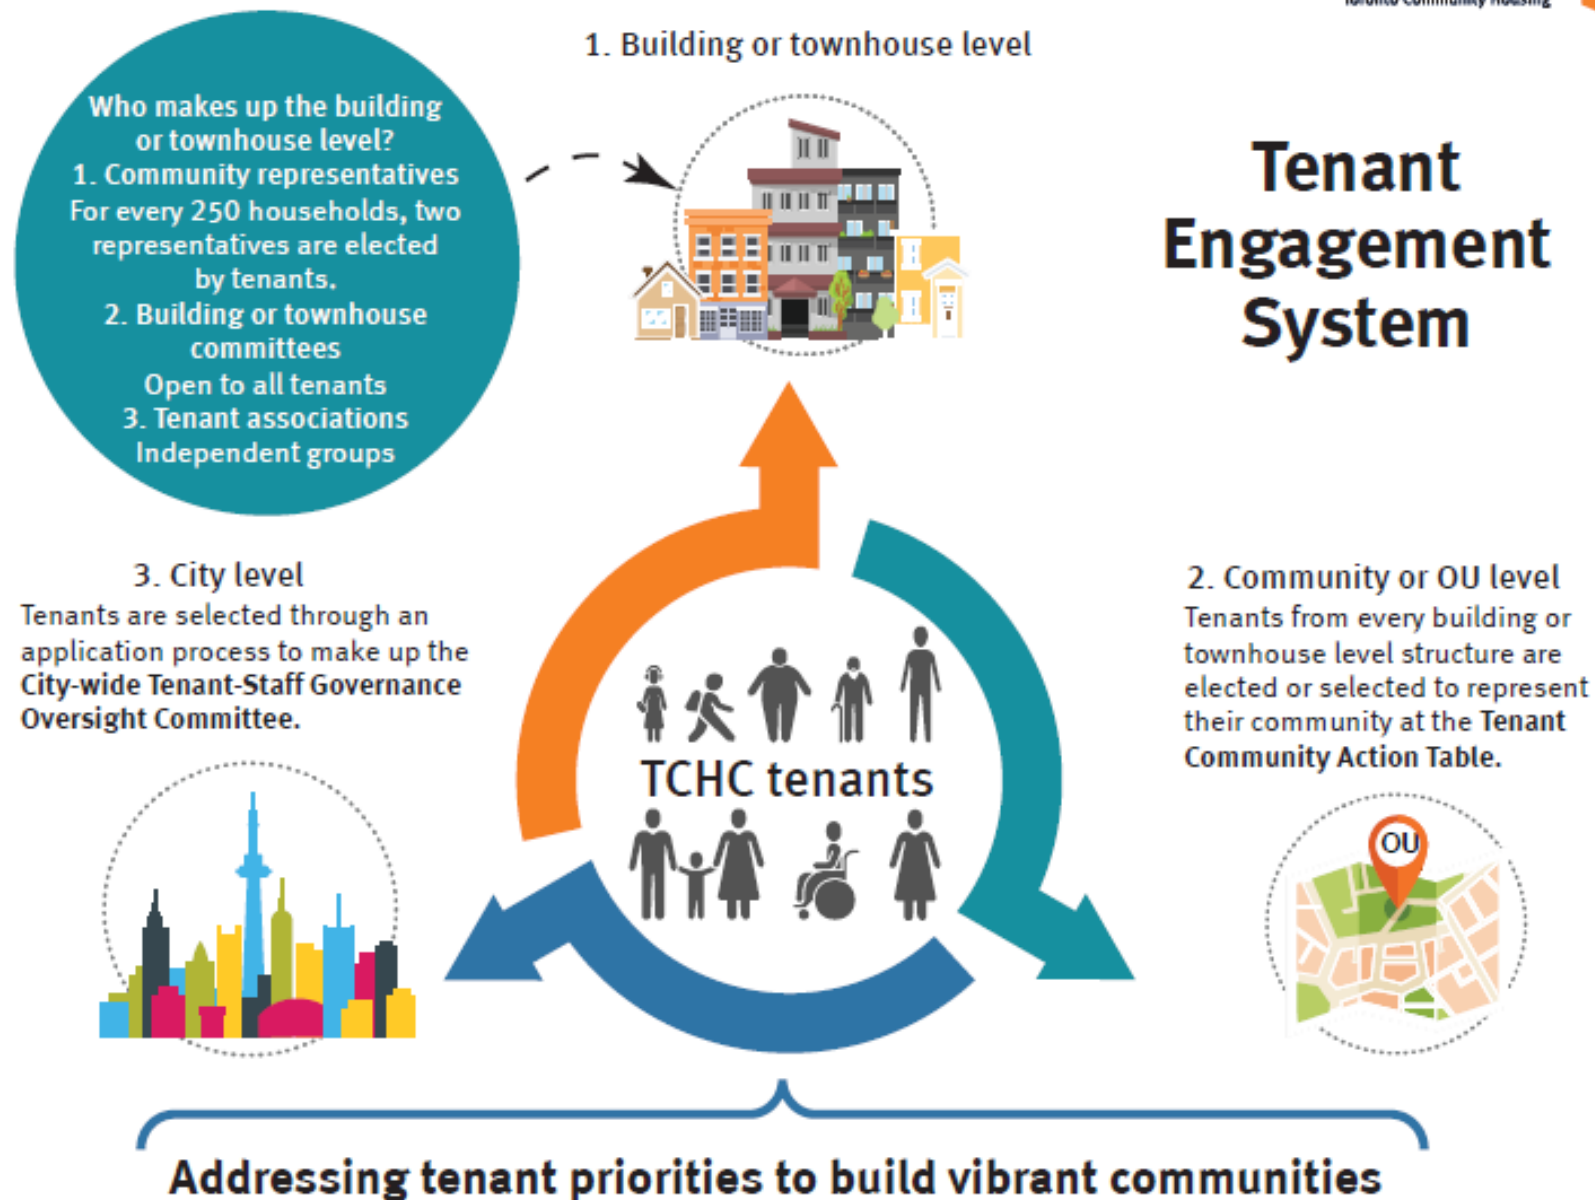 Toronto Community Housing
1. Building or townhouse level
Who makes up the building
or townhouse level?
1. Community representatives
For every 250 households, two
representatives are elected
by tenants.
2. Building or townhouse
committees
Open to all tenants
3. Tenant associations
Independent groups
Tenant
Engagement
System
3. City level
Tenants are selected through an
application process to make up the
City-wide Tenant-Staff Governance
Oversight Committee.
2. Community or OU level
Tenants from every building or
townhouse level structure are
elected or selected to represent
their community at the Tenant
Community Action Table.
TCHC tenants
OU
Addressing tenant priorities to build vibrant communities